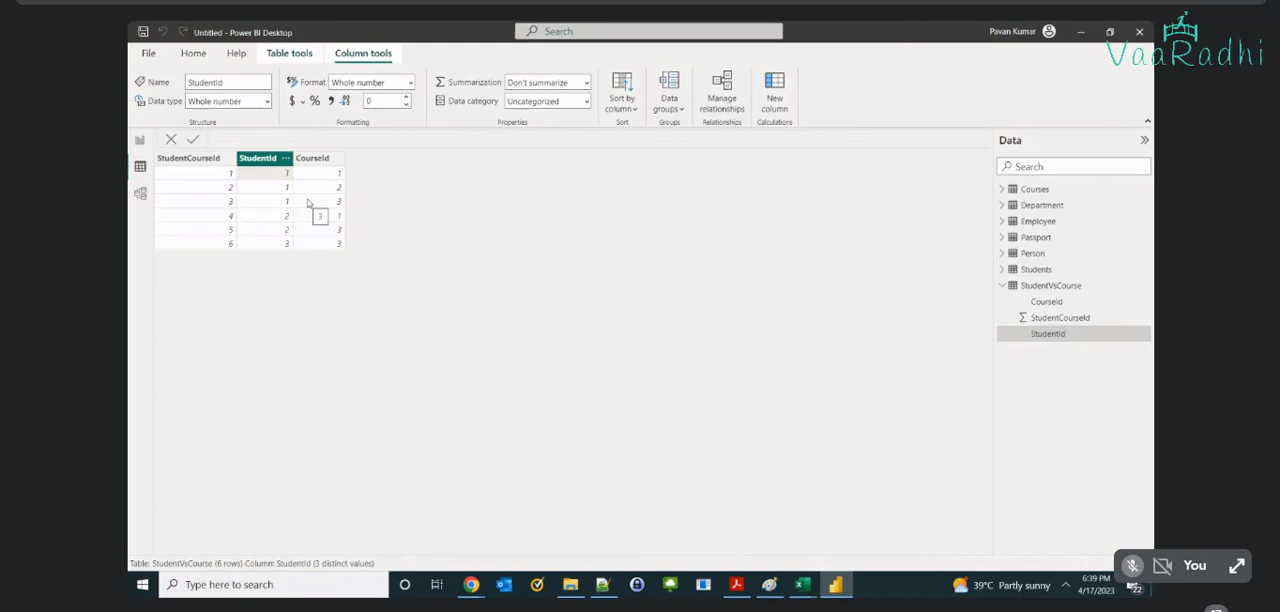 Untitled - Power BI Desktop
Search
Pavan Kumar
VaaRadhi
File
Home
Help
Table tools
Column tools
Name
StudentId
Format
Whole number
Summarization
Don't summarize
Data type
Whole number
$ %
0
Data category
Uncategorized
Sort by column
Data groups
Manage relationships
New column
Structure
Formatting
Properties
Sort
Groups
Relationships
Calculations
StudentCourseId StudentId ... CourseId
1 1 1
2 1 2
3 1 3
4 2 1
5 2 3
6 3 3
3
Data
Search
Courses
Department
Employee
Passport
Person
Students
StudentVsCourse
CourseId
StudentCourseId
StudentId
Table: StudentVsCourse (6 rows) Column: StudentId (3 distinct values)
You
Type here to search
39°C Partly sunny
6:39 PM
4/17/2023
22